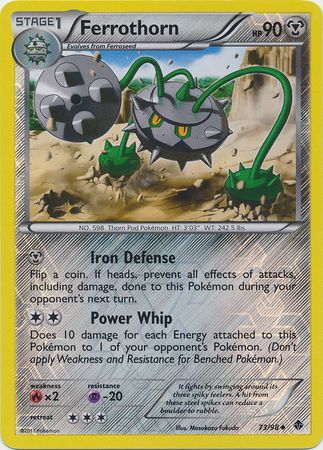 STAGE1
Ferrothorn
HP90
Evolves from Ferroseed
NO. 598 Thorn Pod Pokémon HT: 3'03" WT: 242.5 lbs.
Iron Defense
Flip a coin. If heads, prevent all effects of attacks,
including damage, done to this Pokémon during your
opponent's next turn.
Power Whip
Does 10 damage for each Energy attached to this
Pokémon to 1 of your opponent's Pokémon. (Don't
apply Weakness and Resistance for Benched Pokémon.)
weakness
×2
resistance
-20
retreat
It fights by swinging around its
three spiky feelers. A hit from
these steel spikes can reduce a
boulder to rubble.
©2011 Pokémon
Illus. Masakazu Fukuda
73/98